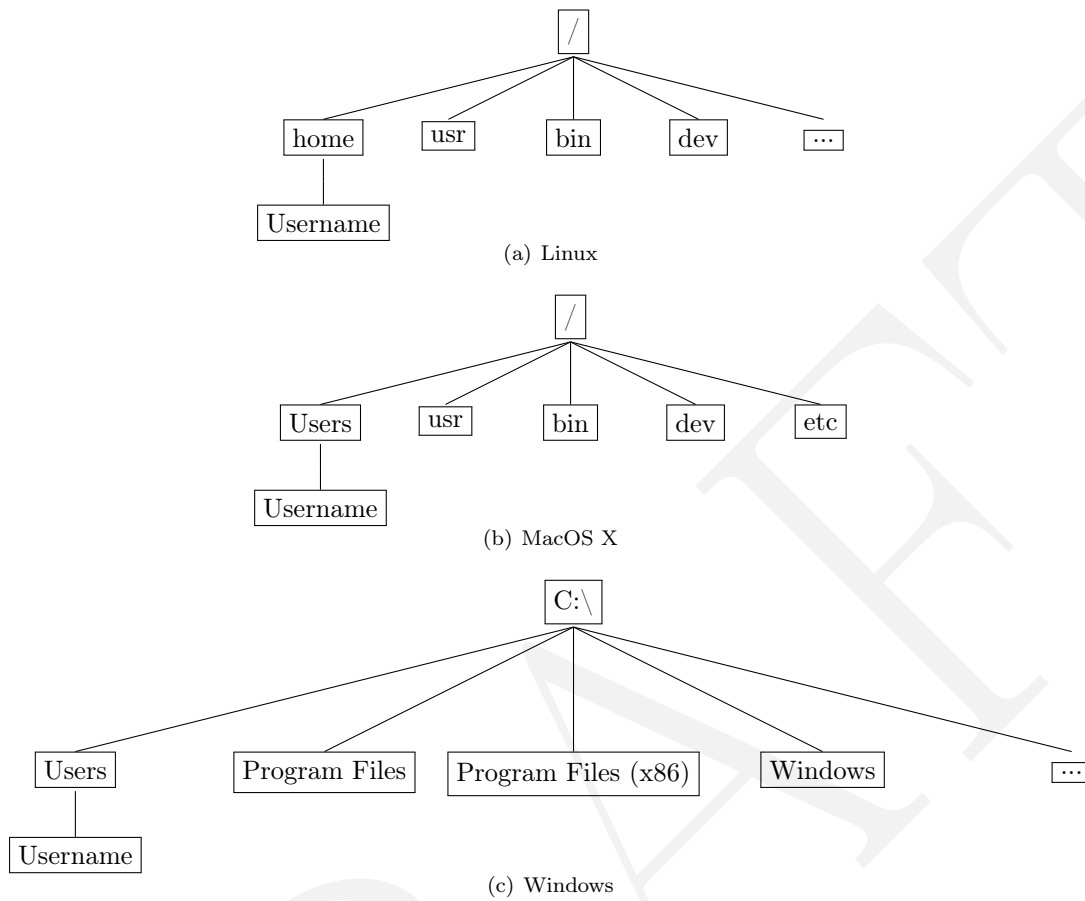 /
home usr bin dev ...
Username
(a) Linux
/
Users usr bin dev etc
Username
(b) MacOS X
C:\
Users Program Files Program Files (x86) Windows ...
Username
(c) Windows